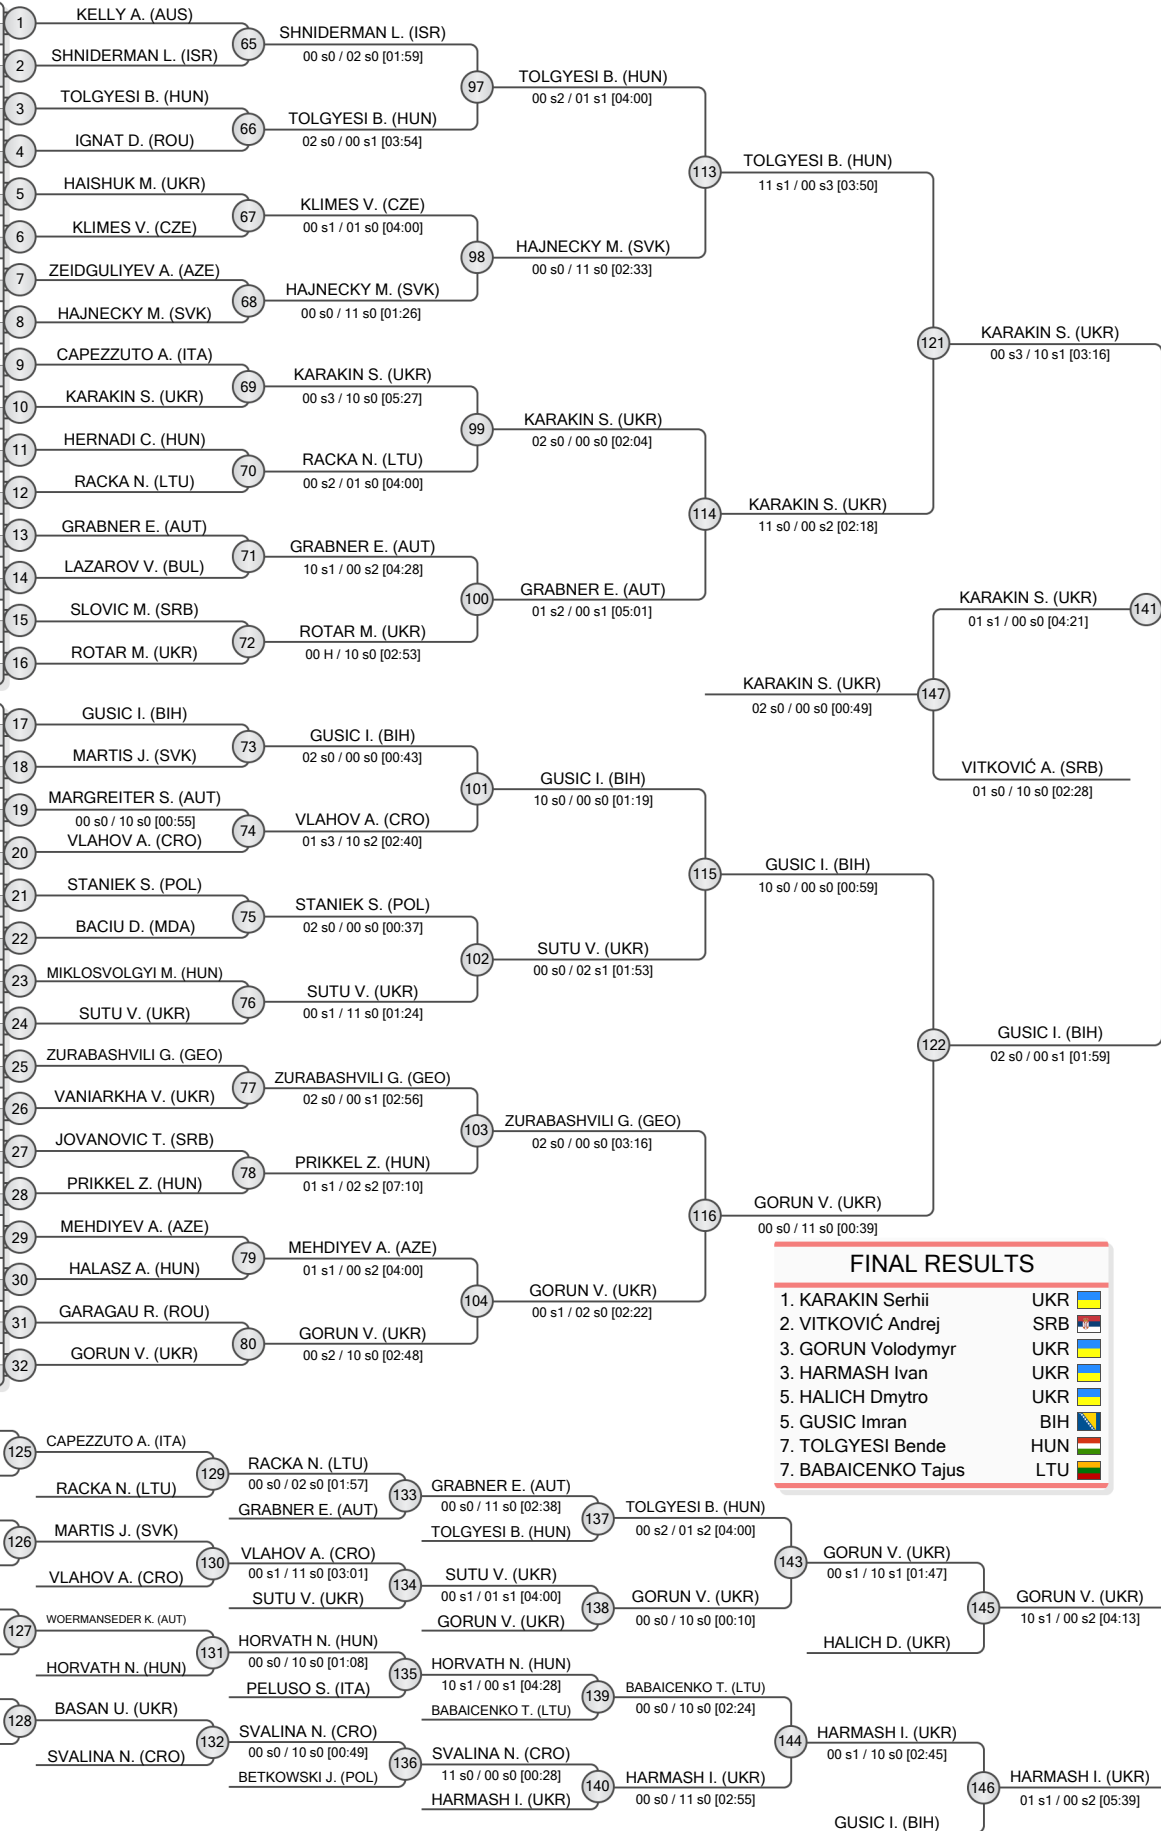 1
KELLY A. (AUS)
2
SHNIDERMAN L. (ISR)
65
SHNIDERMAN L. (ISR)
00 s0 / 02 s0 [01:59]
3
TOLGYESI B. (HUN)
4
IGNAT D. (ROU)
66
TOLGYESI B. (HUN)
02 s0 / 00 s1 [03:54]
97
TOLGYESI B. (HUN)
00 s2 / 01 s1 [04:00]
5
HAISHUK M. (UKR)
6
KLIMES V. (CZE)
67
KLIMES V. (CZE)
00 s1 / 01 s0 [04:00]
7
ZEIDGULIYEV A. (AZE)
8
HAJNECKY M. (SVK)
68
HAJNECKY M. (SVK)
00 s0 / 11 s0 [01:26]
98
HAJNECKY M. (SVK)
00 s0 / 11 s0 [02:33]
113
TOLGYESI B. (HUN)
11 s1 / 00 s3 [03:50]
9
CAPEZZUTO A. (ITA)
10
KARAKIN S. (UKR)
69
KARAKIN S. (UKR)
00 s3 / 10 s0 [05:27]
11
HERNADI C. (HUN)
12
RACKA N. (LTU)
70
RACKA N. (LTU)
00 s2 / 01 s0 [04:00]
99
KARAKIN S. (UKR)
02 s0 / 00 s0 [02:04]
13
GRABNER E. (AUT)
14
LAZAROV V. (BUL)
71
GRABNER E. (AUT)
10 s1 / 00 s2 [04:28]
15
SLOVIC M. (SRB)
16
ROTAR M. (UKR)
72
ROTAR M. (UKR)
00 H / 10 s0 [02:53]
100
GRABNER E. (AUT)
01 s2 / 00 s1 [05:01]
114
KARAKIN S. (UKR)
11 s0 / 00 s2 [02:18]
121
KARAKIN S. (UKR)
00 s3 / 10 s1 [03:16]
KARAKIN S. (UKR)
01 s1 / 00 s0 [04:21]
141
KARAKIN S. (UKR)
02 s0 / 00 s0 [00:49]
147
VITKOVIĆ A. (SRB)
01 s0 / 10 s0 [02:28]
17
GUSIC I. (BIH)
18
MARTIS J. (SVK)
73
GUSIC I. (BIH)
02 s0 / 00 s0 [00:43]
19
MARGREITER S. (AUT)
00 s0 / 10 s0 [00:55]
20
VLAHOV A. (CRO)
74
VLAHOV A. (CRO)
01 s3 / 10 s2 [02:40]
101
GUSIC I. (BIH)
10 s0 / 00 s0 [01:19]
21
STANIEK S. (POL)
22
BACIU D. (MDA)
75
STANIEK S. (POL)
02 s0 / 00 s0 [00:37]
23
MIKLOSVOLGYI M. (HUN)
24
SUTU V. (UKR)
76
SUTU V. (UKR)
00 s1 / 11 s0 [01:24]
102
SUTU V. (UKR)
00 s0 / 02 s1 [01:53]
115
GUSIC I. (BIH)
10 s0 / 00 s0 [00:59]
25
ZURABASHVILI G. (GEO)
26
VANIARKHA V. (UKR)
77
ZURABASHVILI G. (GEO)
02 s0 / 00 s1 [02:56]
27
JOVANOVIC T. (SRB)
28
PRIKKEL Z. (HUN)
78
PRIKKEL Z. (HUN)
01 s1 / 02 s2 [07:10]
103
ZURABASHVILI G. (GEO)
02 s0 / 00 s0 [03:16]
29
MEHDIYEV A. (AZE)
30
HALASZ A. (HUN)
79
MEHDIYEV A. (AZE)
01 s1 / 00 s2 [04:00]
31
GARAGAU R. (ROU)
32
GORUN V. (UKR)
80
GORUN V. (UKR)
00 s2 / 10 s0 [02:48]
104
GORUN V. (UKR)
00 s1 / 02 s0 [02:22]
116
GORUN V. (UKR)
00 s0 / 11 s0 [00:39]
122
GUSIC I. (BIH)
02 s0 / 00 s1 [01:59]
FINAL RESULTS
1. KARAKIN Serhii UKR
2. VITKOVIĆ Andrej SRB
3. GORUN Volodymyr UKR
3. HARMASH Ivan UKR
5. HALICH Dmytro UKR
5. GUSIC Imran BIH
7. TOLGYESI Bende HUN
7. BABAICENKO Tajus LTU
125
CAPEZZUTO A. (ITA)
RACKA N. (LTU)
129
RACKA N. (LTU)
00 s0 / 02 s0 [01:57]
GRABNER E. (AUT)
133
GRABNER E. (AUT)
00 s0 / 11 s0 [02:38]
TOLGYESI B. (HUN)
137
TOLGYESI B. (HUN)
00 s2 / 01 s2 [04:00]
126
MARTIS J. (SVK)
VLAHOV A. (CRO)
130
VLAHOV A. (CRO)
00 s1 / 11 s0 [03:01]
SUTU V. (UKR)
134
SUTU V. (UKR)
00 s1 / 01 s1 [04:00]
GORUN V. (UKR)
138
GORUN V. (UKR)
00 s0 / 10 s0 [00:10]
143
GORUN V. (UKR)
00 s1 / 10 s1 [01:47]
HALICH D. (UKR)
145
GORUN V. (UKR)
10 s1 / 00 s2 [04:13]
127
WOERMANSEDER K. (AUT)
HORVATH N. (HUN)
131
HORVATH N. (HUN)
00 s0 / 10 s0 [01:08]
PELUSO S. (ITA)
135
HORVATH N. (HUN)
10 s1 / 00 s1 [04:28]
BABAICENKO T. (LTU)
139
BABAICENKO T. (LTU)
00 s0 / 10 s0 [02:24]
128
BASAN U. (UKR)
SVALINA N. (CRO)
132
SVALINA N. (CRO)
00 s0 / 10 s0 [00:49]
BETKOWSKI J. (POL)
136
SVALINA N. (CRO)
11 s0 / 00 s0 [00:28]
HARMASH I. (UKR)
140
HARMASH I. (UKR)
00 s0 / 11 s0 [02:55]
144
HARMASH I. (UKR)
00 s1 / 10 s0 [02:45]
GUSIC I. (BIH)
146
HARMASH I. (UKR)
01 s1 / 00 s2 [05:39]